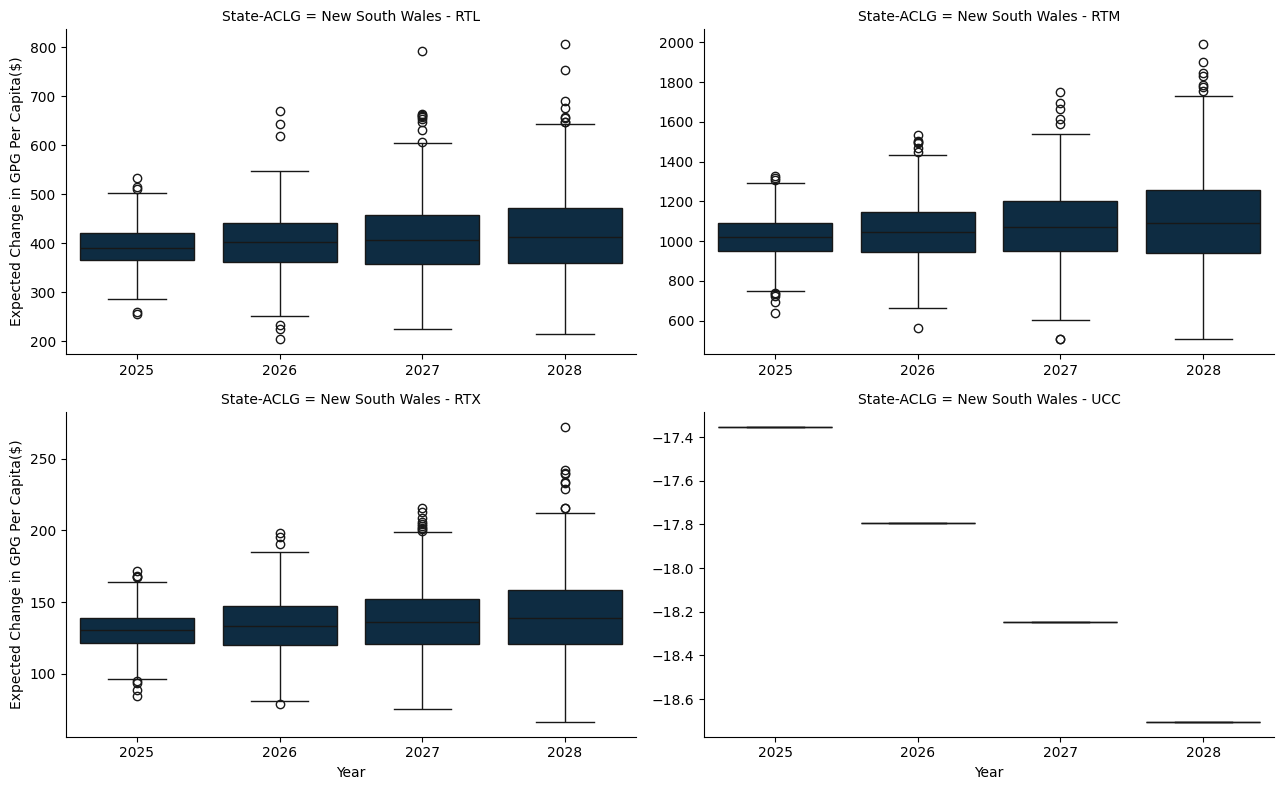 State-ACLG = New South Wales - RTL
Expected Change in GPG Per Capita($)
800
700
600
500
400
300
200
2025 2026 2027 2028
State-ACLG = New South Wales - RTM
2000
1800
1600
1400
1200
1000
800
600
2025 2026 2027 2028
State-ACLG = New South Wales - RTX
Expected Change in GPG Per Capita($)
250
200
150
100
2025 2026 2027 2028
Year
State-ACLG = New South Wales - UCC
−17.4
−17.6
−17.8
−18.0
−18.2
−18.4
−18.6
2025 2026 2027 2028
Year